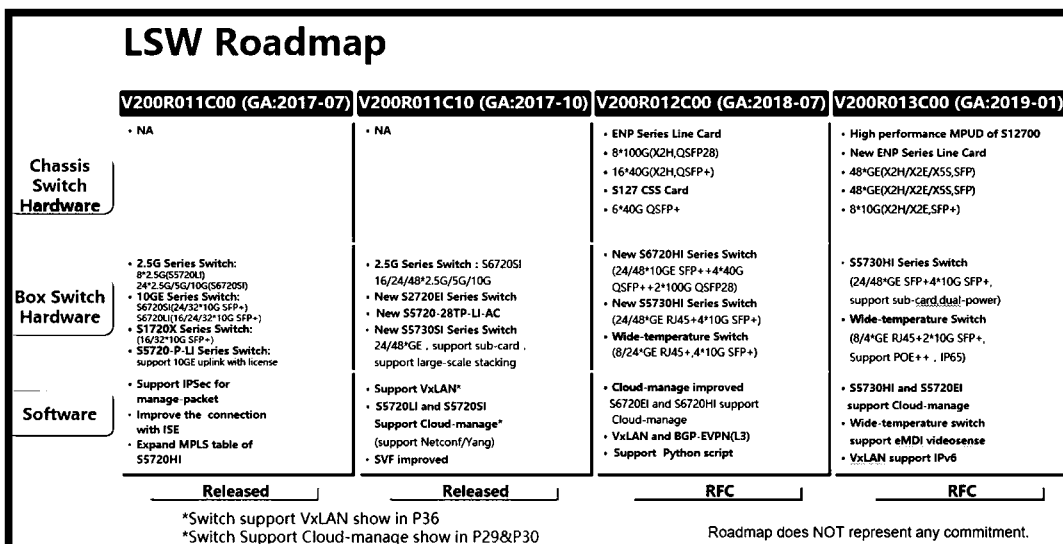 LSW Roadmap
V200R011C00 (GA:2017-07)
V200R011C10 (GA:2017-10)
V200R012C00 (GA:2018-07)
V200R013C00 (GA:2019-01)
Chassis
Switch
Hardware
• NA
• NA
• ENP Series Line Card
• 8*100G(X2H,QSFP28)
• 16*40G(X2H,QSFP+)
• S127 CSS Card
• 6*40G QSFP+
• High performance MPUD of S12700
• New ENP Series Line Card
• 48*GE(X2H/X2E/X5S,SFP)
• 48*GE(X2H/X2E/X5S,SFP)
• 8*10G(X2H/X2E,SFP+)
Box Switch
Hardware
• 2.5G Series Switch:
8*2.5G(S5720LI)
24*2.5G/5G/10G(S6720SI)
• 10GE Series Switch:
S6720SI(24/32*10G SFP+)
S6720LI(16/24/32*10G SFP+)
• S1720X Series Switch:
(16/32*10G SFP+)
• S5720-P-LI Series Switch:
support 10GE uplink with license
• 2.5G Series Switch : S6720SI
16/24/48*2.5G/5G/10G
• New S2720EI Series Switch
• New S5720-28TP-LI-AC
• New S5730SI Series Switch
24/48*GE , support sub-card ,
support large-scale stacking
• New S6720HI Series Switch
(24/48*10GE SFP++4*40G
QSFP++2*100G QSFP28)
• New S5730HI Series Switch
(24/48*GE RJ45+4*10G SFP+)
• Wide-temperature Switch
(8/24*GE RJ45+,4*10G SFP+)
• S5730HI Series Switch
(24/48*GE SFP+4*10G SFP+,
support sub-card,dual-power)
• Wide-temperature Switch
(8/4*GE RJ45+2*10G SFP+,
Support POE++ , IP65)
Software
• Support IPSec for
manage-packet
• Improve the connection
with ISE
• Expand MPLS table of
S5720HI
• Support VxLAN*
• S5720LI and S5720SI
Support Cloud-manage*
(support Netconf/Yang)
• SVF improved
• Cloud-manage improved
S6720EI and S6720HI support
Cloud-manage
• VxLAN and BGP-EVPN(L3)
• Support Python script
• S5730HI and S5720EI
support Cloud-manage
• Wide-temperature switch
support eMDI videosense
• VxLAN support IPv6
Released
Released
RFC
RFC
*Switch support VxLAN show in P36
*Switch Support Cloud-manage show in P29&P30
Roadmap does NOT represent any commitment.